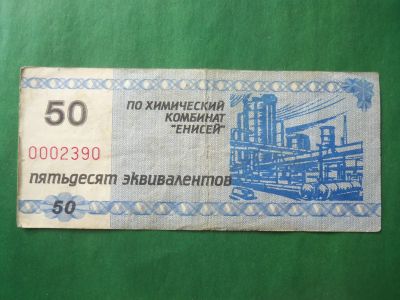 50
ПО ХИМИЧЕСКИЙ
КОМБИНАТ
"ЕНИСЕЙ"
0002390
ПЯТЬДЕСЯТ ЭКВИВАЛЕНТОВ
50